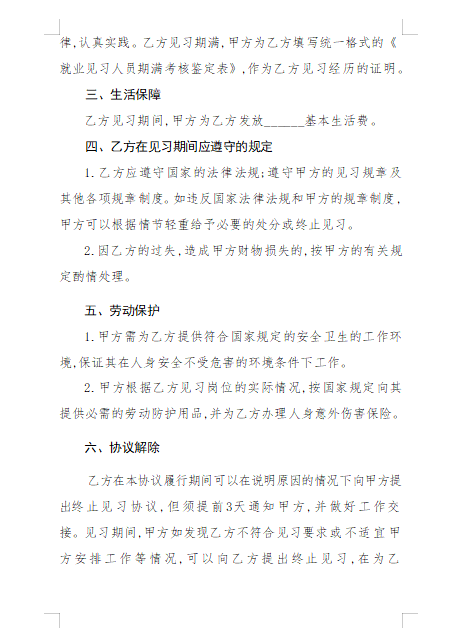 律,认真实践。乙方见习期满,甲方为乙方填写统一格式的《
就业见习人员期满考核鉴定表》,作为乙方见习经历的证明。
三、生活保障
乙方见习期间,甲方为乙方发放______基本生活费。
四、乙方在见习期间应遵守的规定
1.乙方应遵守国家的法律法规;遵守甲方的见习规章及
其他各项规章制度。如违反国家法律法规和甲方的规章制度,
甲方可以根据情节轻重给予必要的处分或终止见习。
2.因乙方的过失,造成甲方财物损失的,按甲方的有关规
定酌情处理。
五、劳动保护
1.甲方需为乙方提供符合国家规定的安全卫生的工作环
境,保证其在人身安全不受危害的环境条件下工作。
2.甲方根据乙方见习岗位的实际情况,按国家规定向其
提供必需的劳动防护用品,并为乙方办理人身意外伤害保险。
六、协议解除
乙方在本协议履行期间可以在说明原因的情况下向甲方提
出终止见习协议,但须提前3天通知甲方,并做好工作交
接。见习期间,甲方如发现乙方不符合见习要求或不适宜甲
方安排工作等情况,可以向乙方提出终止见习,在为乙